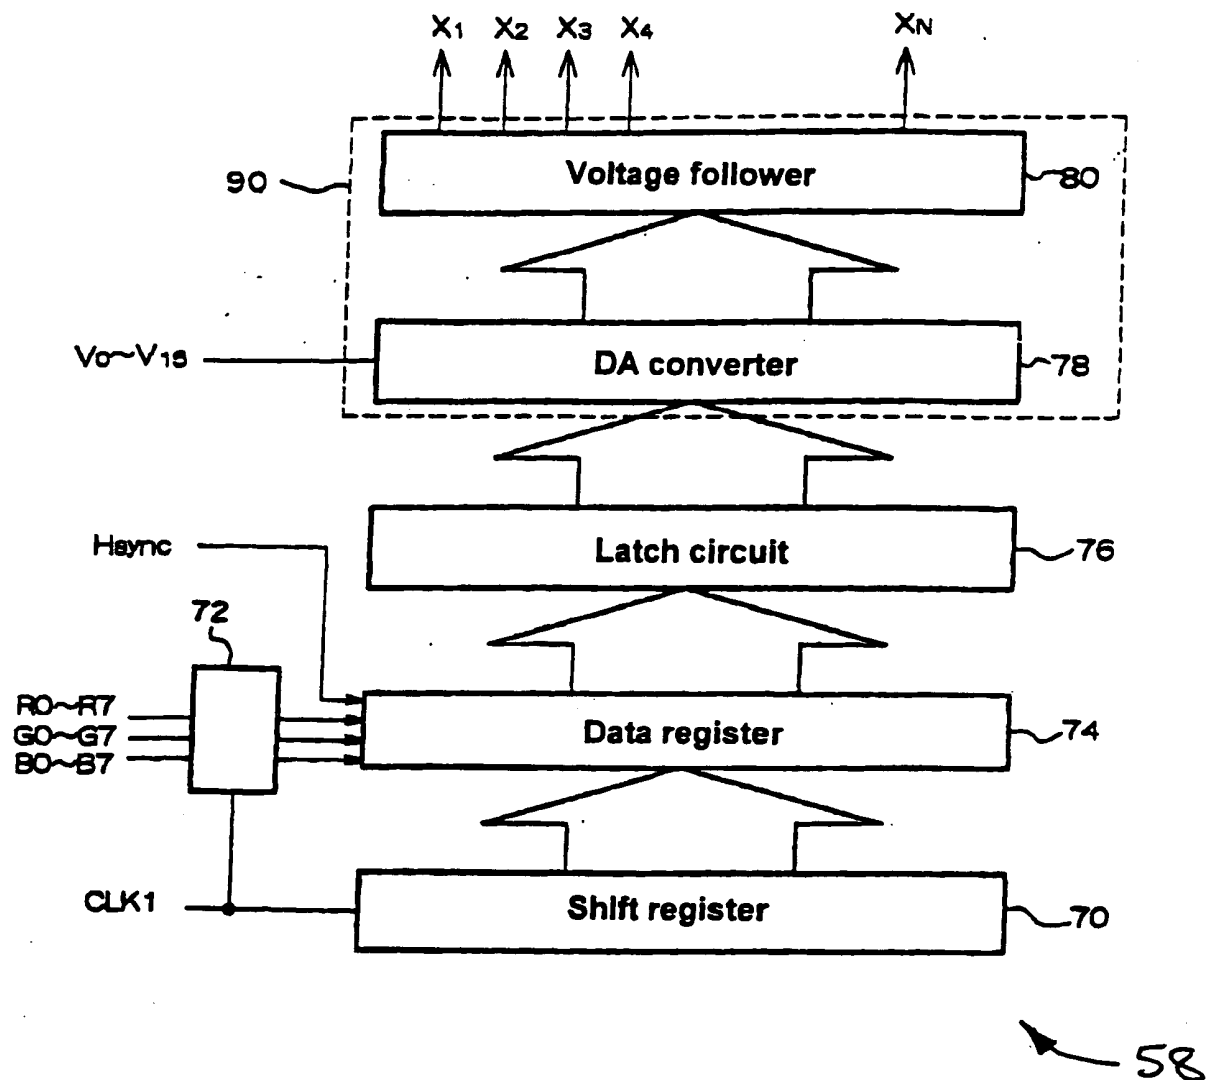 X1 X2 X3 X4 XN
90
Voltage follower
80
V0~V15
DA converter
78
Hsync
Latch circuit
76
72
R0~R7
G0~G7
B0~B7
Data register
74
CLK1
Shift register
70
58